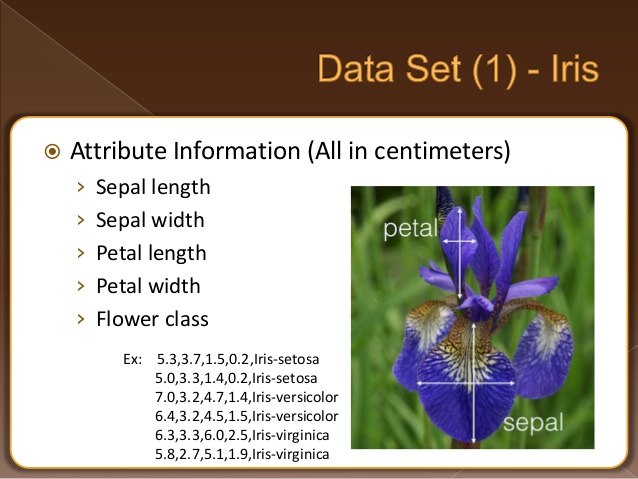 Data Set (1) - Iris
Attribute Information (All in centimeters)
Sepal length
Sepal width
Petal length
Petal width
Flower class
Ex: 5.3,3.7,1.5,0.2,Iris-setosa
5.0,3.3,1.4,0.2,Iris-setosa
7.0,3.2,4.7,1.4,Iris-versicolor
6.4,3.2,4.5,1.5,Iris-versicolor
6.3,3.3,6.0,2.5,Iris-virginica
5.8,2.7,5.1,1.9,Iris-virginica
petal
sepal